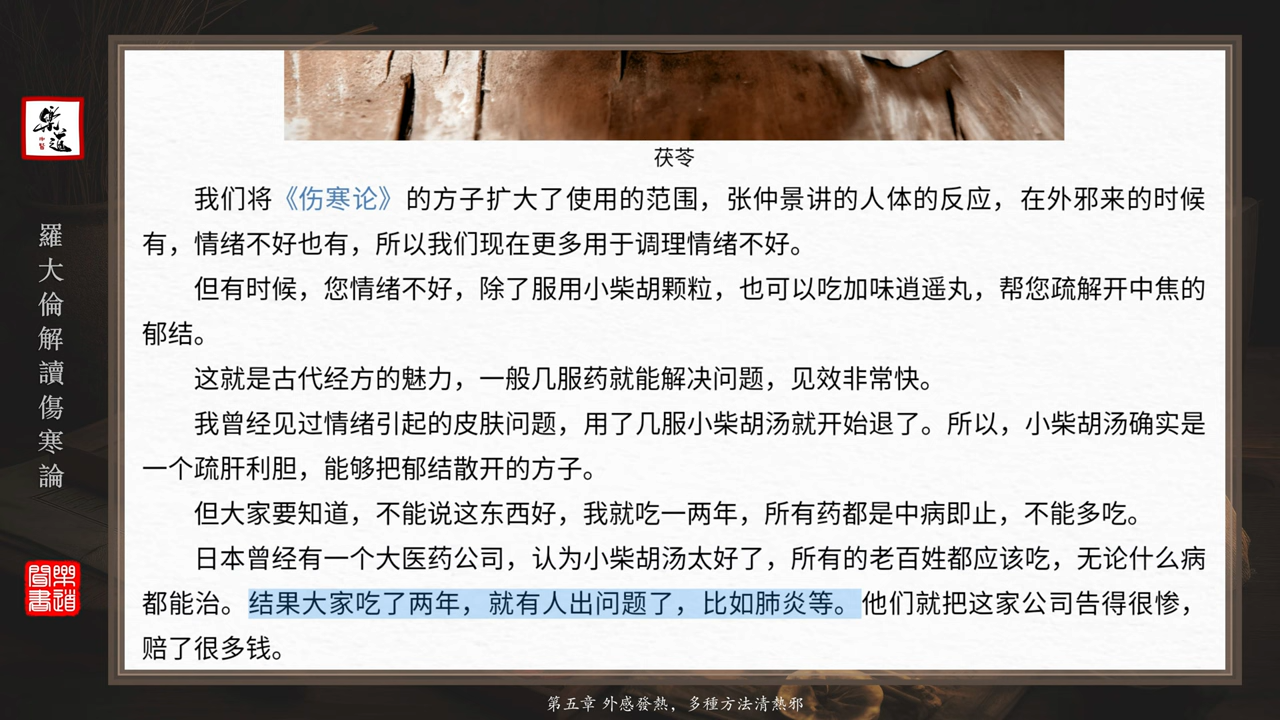 樂道
中醫
羅大倫解讀傷寒論
樂道
聞書
茯苓
我们将《伤寒论》的方子扩大了使用的范围，张仲景讲的人体的反应，在外邪来的时候
有，情绪不好也有，所以我们现在更多用于调理情绪不好。
但有时候，您情绪不好，除了服用小柴胡颗粒，也可以吃加味逍遥丸，帮您疏解开中焦的
郁结。
这就是古代经方的魅力，一般几服药就能解决问题，见效非常快。
我曾经见过情绪引起的皮肤问题，用了几服小柴胡汤就开始退了。所以，小柴胡汤确实是
一个疏肝利胆，能够把郁结散开的方子。
但大家要知道，不能说这东西好，我就吃一两年，所有药都是中病即止，不能多吃。
日本曾经有一个大医药公司，认为小柴胡汤太好了，所有的老百姓都应该吃，无论什么病
都能治。结果大家吃了两年，就有人出问题了，比如肺炎等。他们就把这家公司告得很惨，
赔了很多钱。
第五章 外感發熱，多種方法清熱邪